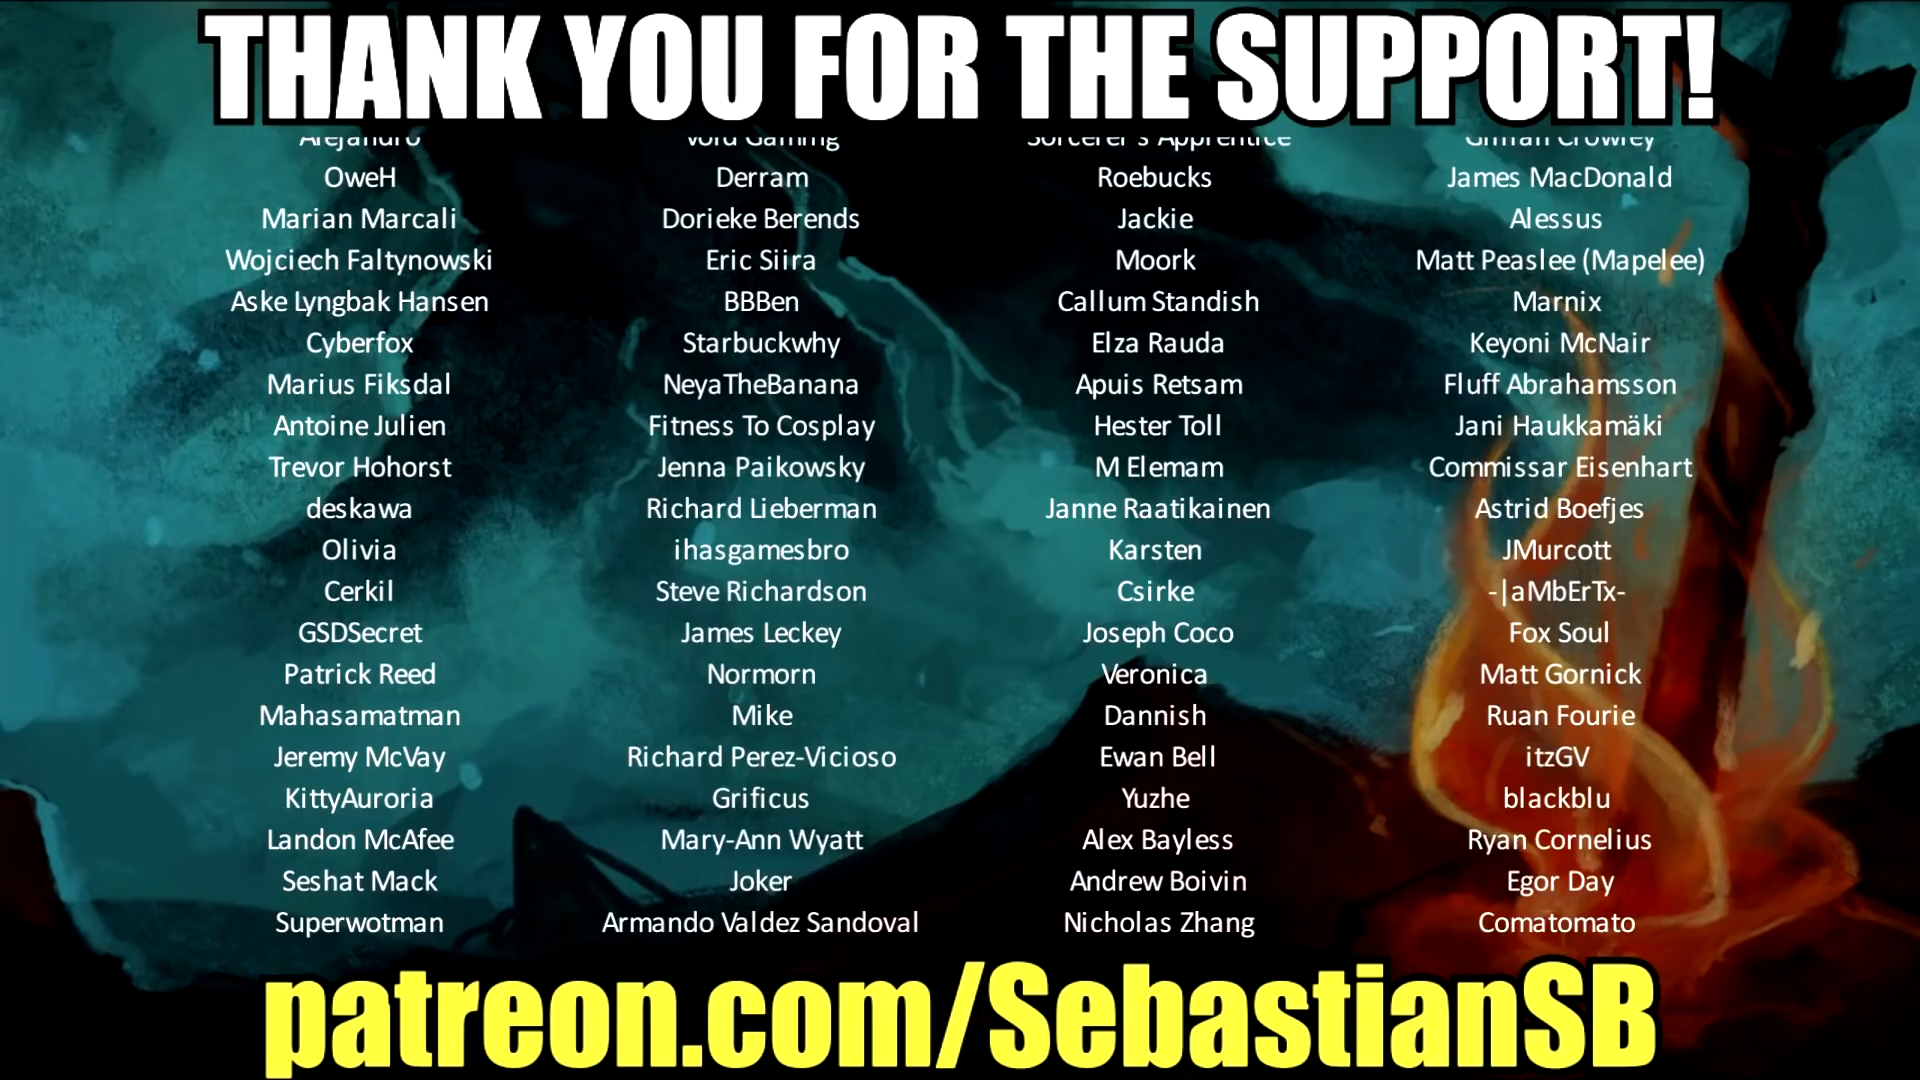 THANK YOU FOR THE SUPPORT!
Alejandro Void Gaming Sorcerer's Apprentice
OweH Derram Roebucks James MacDonald
Marian Marcali Dorieke Berends Jackie Alessus
Wojciech Faltynowski Eric Siira Moork Matt Peaslee (Mapelee)
Aske Lyngbak Hansen BBBen Callum Standish Marnix
Cyberfox Starbuckwhy Elza Rauda Keyoni McNair
Marius Fiksdal NeyaTheBanana Apuis Retsam Fluff Abrahamsson
Antoine Julien Fitness To Cosplay Hester Toll Jani Haukkamäki
Trevor Hohorst Jenna Paikowsky M Elemam Commissar Eisenhart
deskawa Richard Lieberman Janne Raatikainen Astrid Boefjes
Olivia ihasgamesbro Karsten JMurcott
Cerkil Steve Richardson Csirke -|aMbErTx-
GSDSecret James Leckey Joseph Coco Fox Soul
Patrick Reed Normorn Veronica Matt Gornick
Mahasamatman Mike Dannish Ruan Fourie
Jeremy McVay Richard Perez-Vicioso Ewan Bell itzGV
KittyAuroria Grificus Yuzhe blackblu
Landon McAfee Mary-Ann Wyatt Alex Bayless Ryan Cornelius
Seshat Mack Joker Andrew Boivin Egor Day
Superwotman Armando Valdez Sandoval Nicholas Zhang Comatomato
patreon.com/SebastianSB